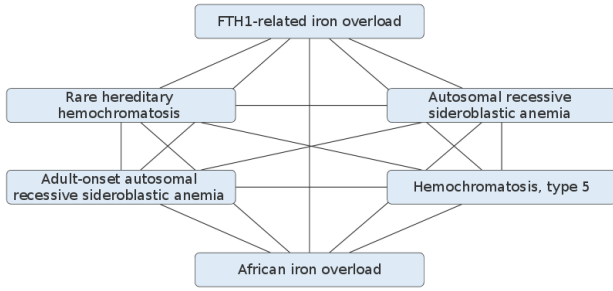 FTH1-related iron overload
Rare hereditary
hemochromatosis
Autosomal recessive
sideroblastic anemia
Adult-onset autosomal
recessive sideroblastic anemia
Hemochromatosis, type 5
African iron overload